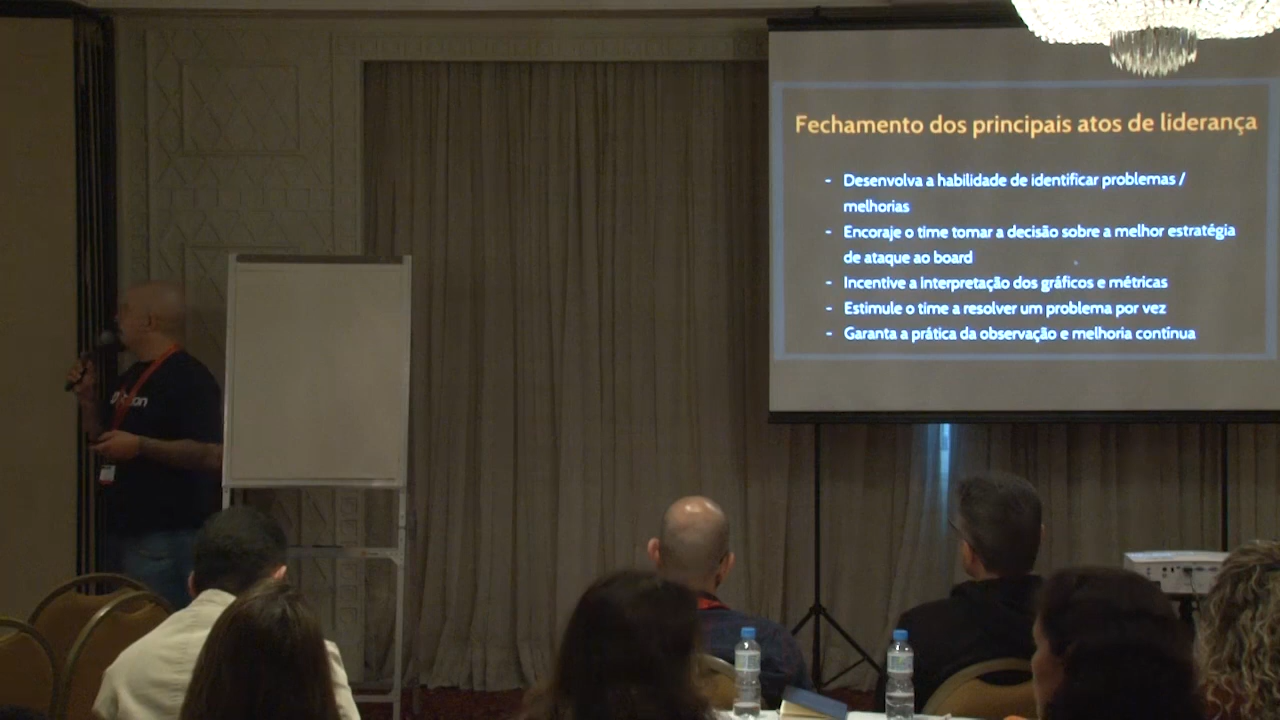 Fechamento dos principais atos de liderança
- Desenvolva a habilidade de identificar problemas /
melhorias
- Encoraje o time tomar a decisão sobre a melhor estratégia
de ataque ao board
- Incentive a interpretação dos gráficos e métricas
- Estimule o time a resolver um problema por vez
- Garanta a prática da observação e melhoria contínua